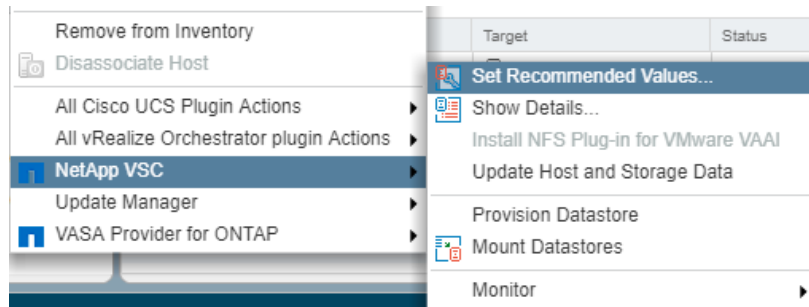 Remove from Inventory
Disassociate Host
All Cisco UCS Plugin Actions
All vRealize Orchestrator plugin Actions
NetApp VSC
Update Manager
VASA Provider for ONTAP
Target Status
Set Recommended Values...
Show Details...
Install NFS Plug-in for VMware VAAI
Update Host and Storage Data
Provision Datastore
Mount Datastores
Monitor